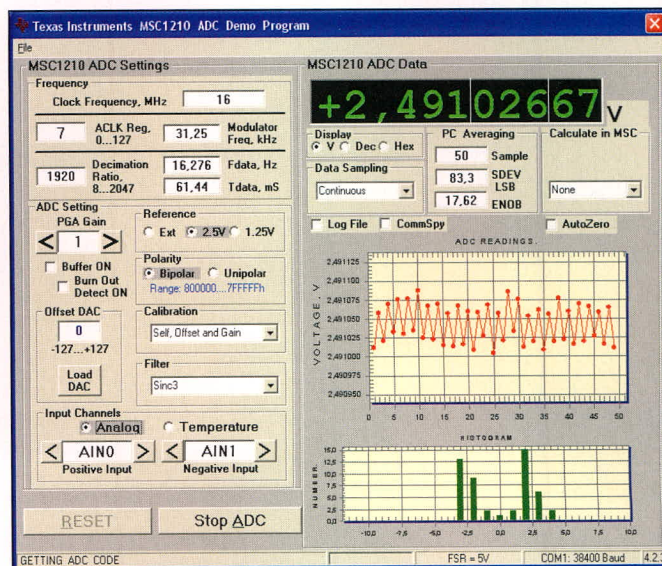 Texas Instruments MSC1210 ADC Demo Program
File
MSC1210 ADC Settings
Frequency
Clock Frequency, MHz 16
7 ACLK Reg, 0...127 31,25 Modulator Freq, kHz
1920 Decimation Ratio, 8...2047 16,276 Fdata, Hz
61,44 Tdata, mS
ADC Setting
PGA Gain
< 1 >
Buffer ON
Burn Out Detect ON
Reference
Ext 2.5V 1.25V
Polarity
Bipolar Unipolar
Range: 800000....7FFFFFh
Offset DAC
0
-127...+127
Load DAC
Calibration
Self, Offset and Gain
Filter
Sinc3
Input Channels
Analog Temperature
< AIN0 > < AIN1 >
Positive Input Negative Input
RESET Stop ADC
GETTING ADC CODE
MSC1210 ADC Data
+2,49102667 V
Display
V Dec Hex
Data Sampling
Continuous
PC Averaging
50 Sample
83,3 SDEV LSB
17,62 ENOB
Calculate in MSC
None
Log File CommSpy AutoZero
ADC READINGS.
VOLTAGE, V
2,491125
2,491100
2,491075
2,491050
2,491025
2,491000
2,490975
2,490950
0 5 10 15 20 25 30 35 40 45 50
HISTOGRAM
NUMBER
15,0
12,5
10,0
7,5
5,0
2,5
0,0
-10,0 -7,5 -5,0 -2,5 0,0 2,5 5,0 7,5 10,0
FSR = 5V COM1: 38400 Baud 4.2.3